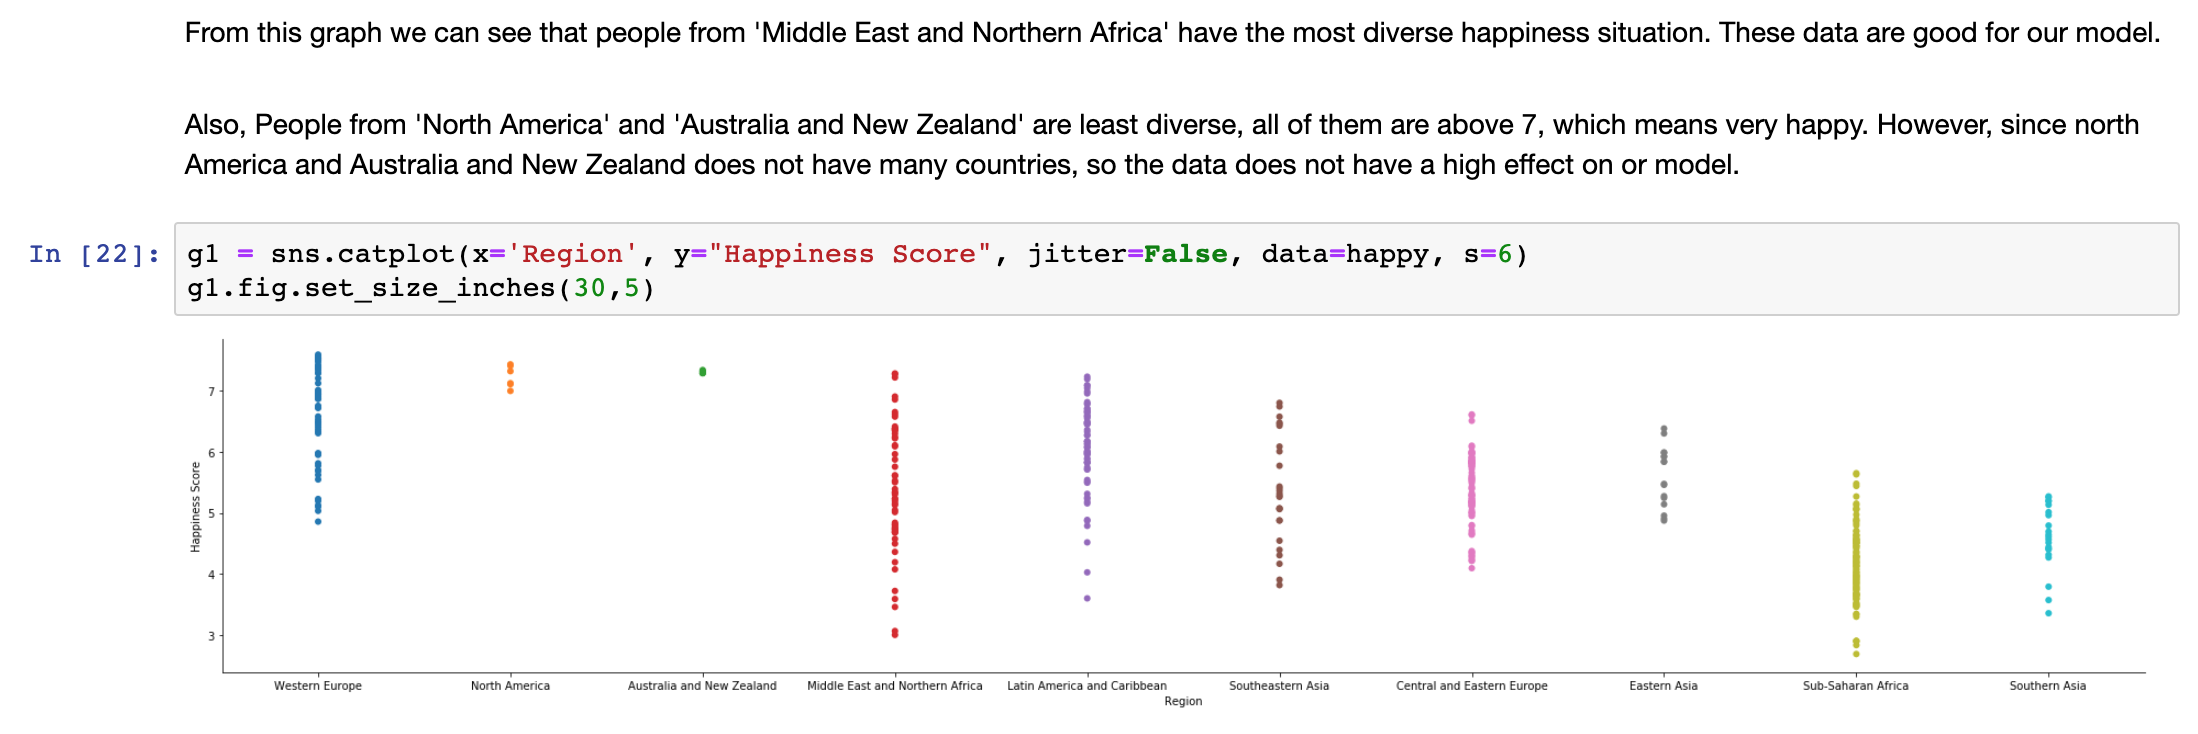 From this graph we can see that people from 'Middle East and Northern Africa' have the most diverse happiness situation. These data are good for our model.
Also, People from 'North America' and 'Australia and New Zealand' are least diverse, all of them are above 7, which means very happy. However, since north
America and Australia and New Zealand does not have many countries, so the data does not have a high effect on or model.
In [22]: g1 = sns.catplot(x='Region', y="Happiness Score", jitter=False, data=happy, s=6)
g1.fig.set_size_inches(30,5)
7
6
5
4
3
Happiness Score
Western Europe North America Australia and New Zealand Middle East and Northern Africa Latin America and Caribbean Southeastern Asia Central and Eastern Europe Eastern Asia Sub-Saharan Africa Southern Asia
Region